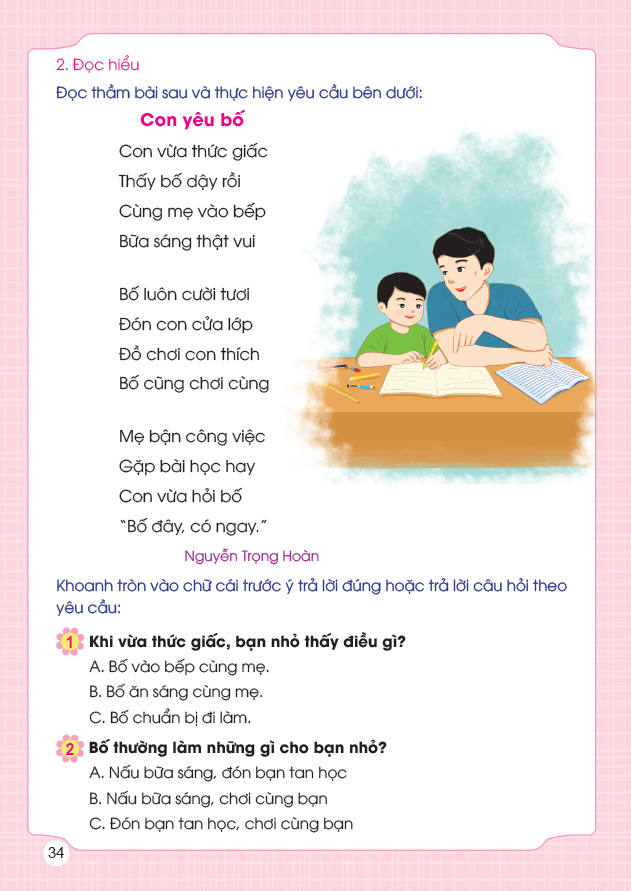 2. Đọc hiểu
Đọc thầm bài sau và thực hiện yêu cầu bên dưới:
Con yêu bố
Con vừa thức giấc
Thấy bố dậy rồi
Cùng mẹ vào bếp
Bữa sáng thật vui
Bố luôn cười tươi
Đón con cửa lớp
Đồ chơi con thích
Bố cũng chơi cùng
Mẹ bận công việc
Gặp bài học hay
Con vừa hỏi bố
“Bố đây, có ngay.”
Nguyễn Trọng Hoàn
Khoanh tròn vào chữ cái trước ý trả lời đúng hoặc trả lời câu hỏi theo
yêu cầu:
1 Khi vừa thức giấc, bạn nhỏ thấy điều gì?
A. Bố vào bếp cùng mẹ.
B. Bố ăn sáng cùng mẹ.
C. Bố chuẩn bị đi làm.
2 Bố thường làm những gì cho bạn nhỏ?
A. Nấu bữa sáng, đón bạn tan học
B. Nấu bữa sáng, chơi cùng bạn
C. Đón bạn tan học, chơi cùng bạn
34